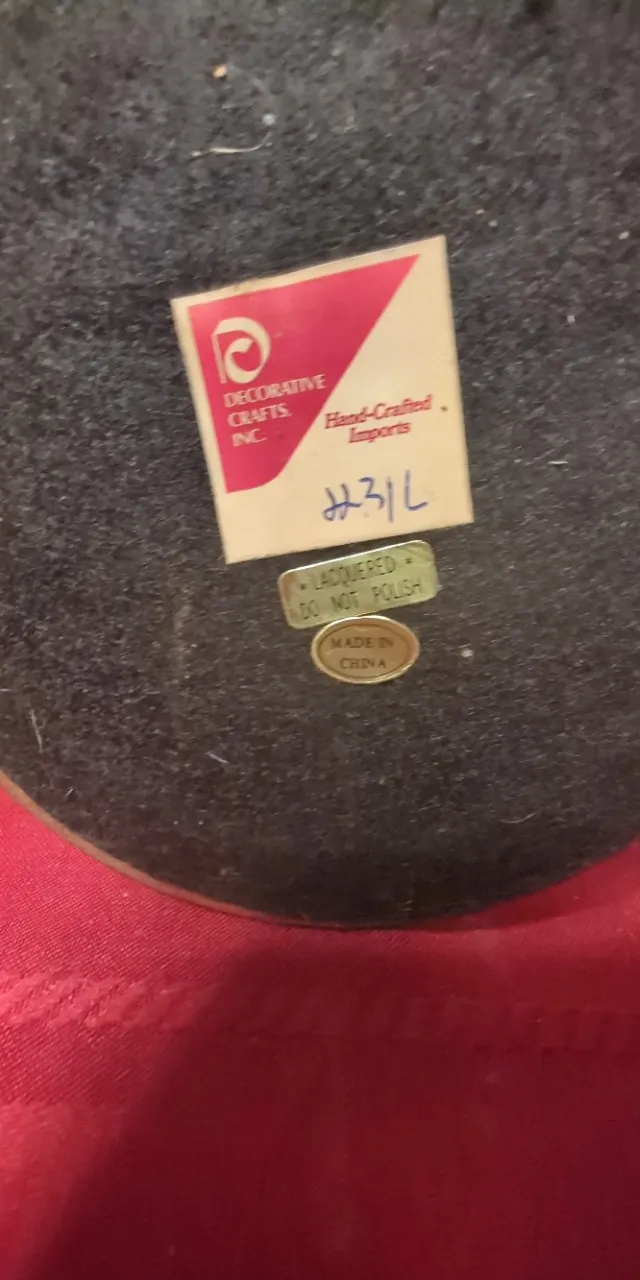 DECORATIVE
CRAFTS,
INC.
Hand-Crafted
Imports
2231L
* LACQUERED *
DO NOT POLISH
MADE IN
CHINA